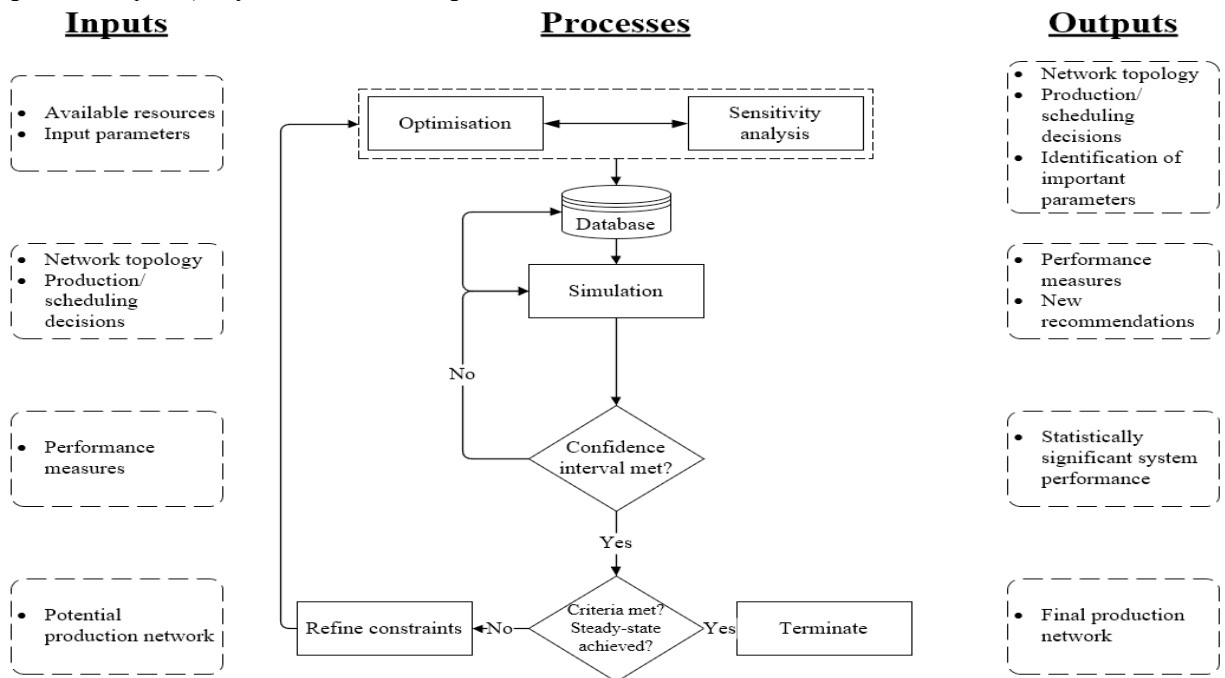 Inputs
Processes
Outputs
• Available resources
• Input parameters
Optimisation
Sensitivity
analysis
• Network topology
• Production/
scheduling
decisions
• Identification of
important
parameters
Database
• Network topology
• Production/
scheduling
decisions
Simulation
• Performance
measures
• New
recommendations
No
• Performance
measures
Confidence
interval met?
• Statistically
significant system
performance
Yes
• Potential
production network
Refine constraints
No
Criteria met?
Steady-state
achieved?
Yes
Terminate
• Final production
network